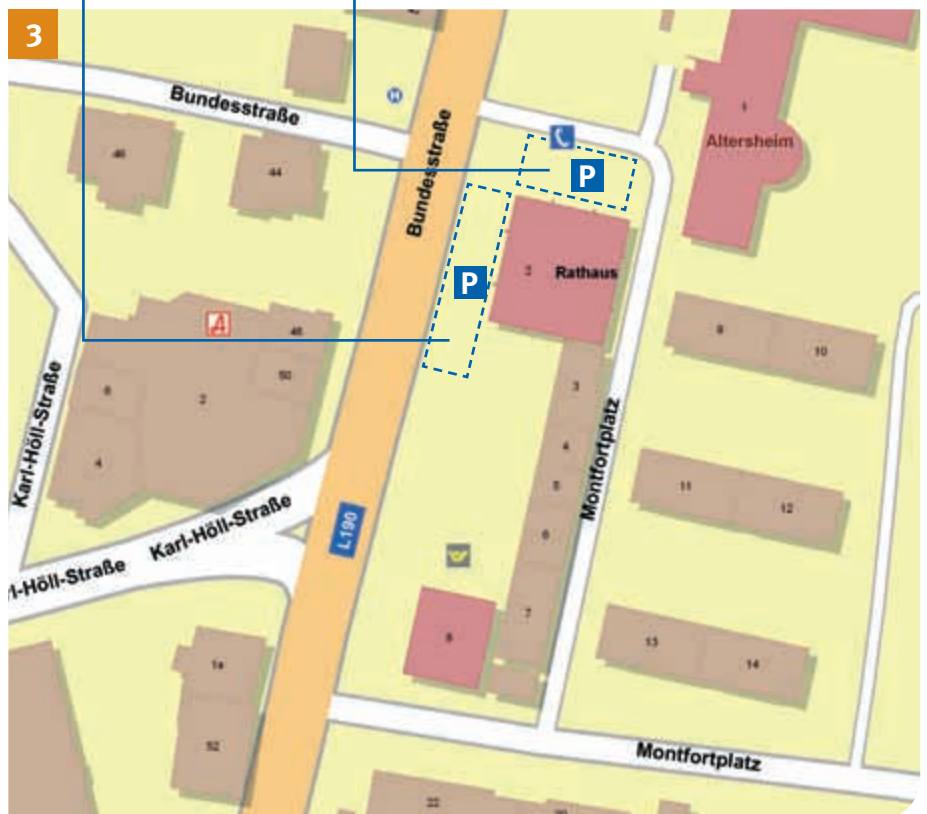 3
H
Bundesstraße
46
44
Bundesstraße
P
1
Altersheim
P
2
Rathaus
9
10
48
50
6
2
4
3
4
5
6
7
Karl-Höll-Straße
Montfortplatz
11
12
Karl-Höll-Straße
L190
l-Höll-Straße
8
13
14
1a
52
Montfortplatz
22